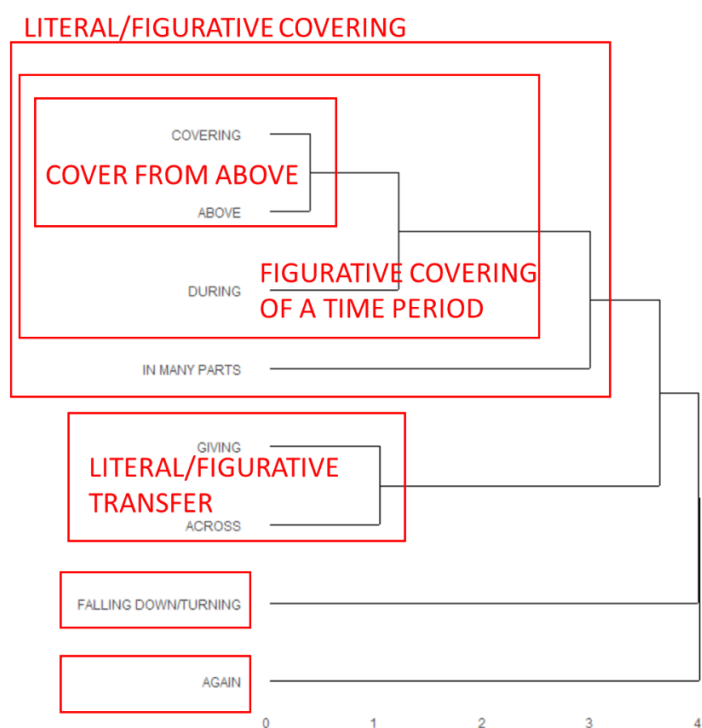 LITERAL/FIGURATIVE COVERING
COVERING
COVER FROM ABOVE
ABOVE
DURING
FIGURATIVE COVERING
OF A TIME PERIOD
IN MANY PARTS
GIVING
LITERAL/FIGURATIVE
TRANSFER
ACROSS
FALLING DOWN/TURNING
AGAIN
0 1 2 3 4